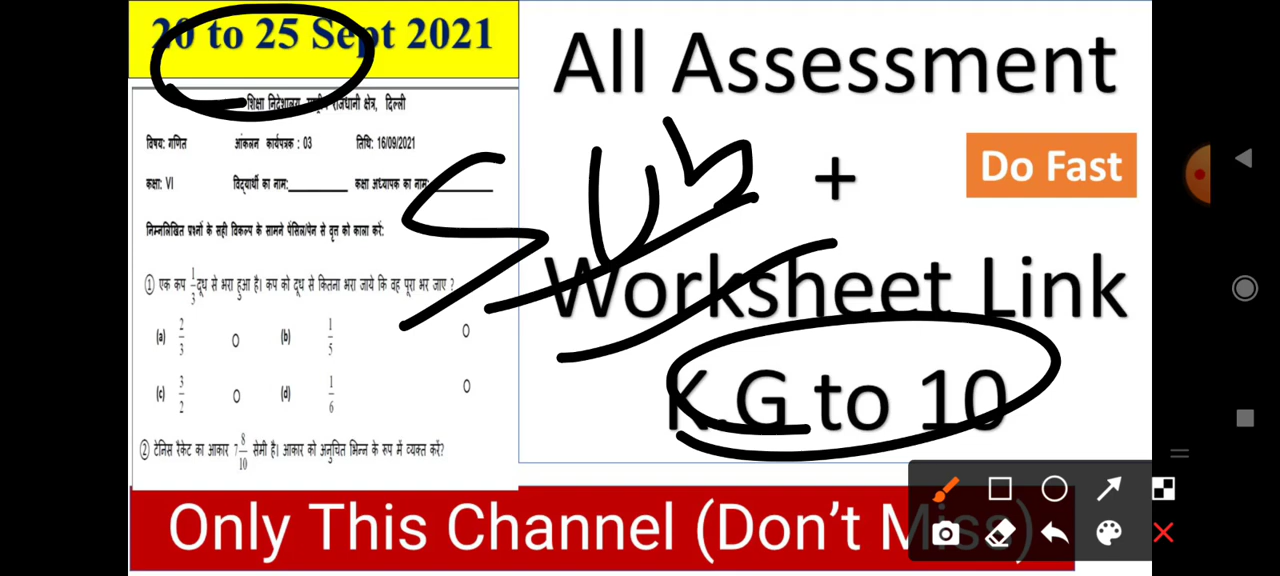 20 to 25 Sept 2021
शिक्षा निदेशालय, राष्ट्रीय राजधानी क्षेत्र, दिल्ली
विषय: गणित आंकलन कार्यपत्रक : 03 तिथि: 16/09/2021
कक्षा: VI विद्यार्थी का नाम:__________ कक्षा अध्यापक का नाम:__________
निम्नलिखित प्रश्नों के सही विकल्प के सामने पेंसिल/पेन से वृत्त को काला करें:
① एक कप 1/3 दूध से भरा हुआ है। कप को दूध से कितना भरा जाये कि वह पूरा भर जाए ?
(a) 2/3 O (b) 1/5 O
(c) 3/2 O (d) 1/6 O
② टेनिस रैकेट का आकार 7 8/10 सेमी है। आकार को अनुचित भिन्न के रूप में व्यक्त करें?
All Assessment
+
Do Fast
Sub
Worksheet Link
K.G to 10
Only This Channel (Don't Miss)